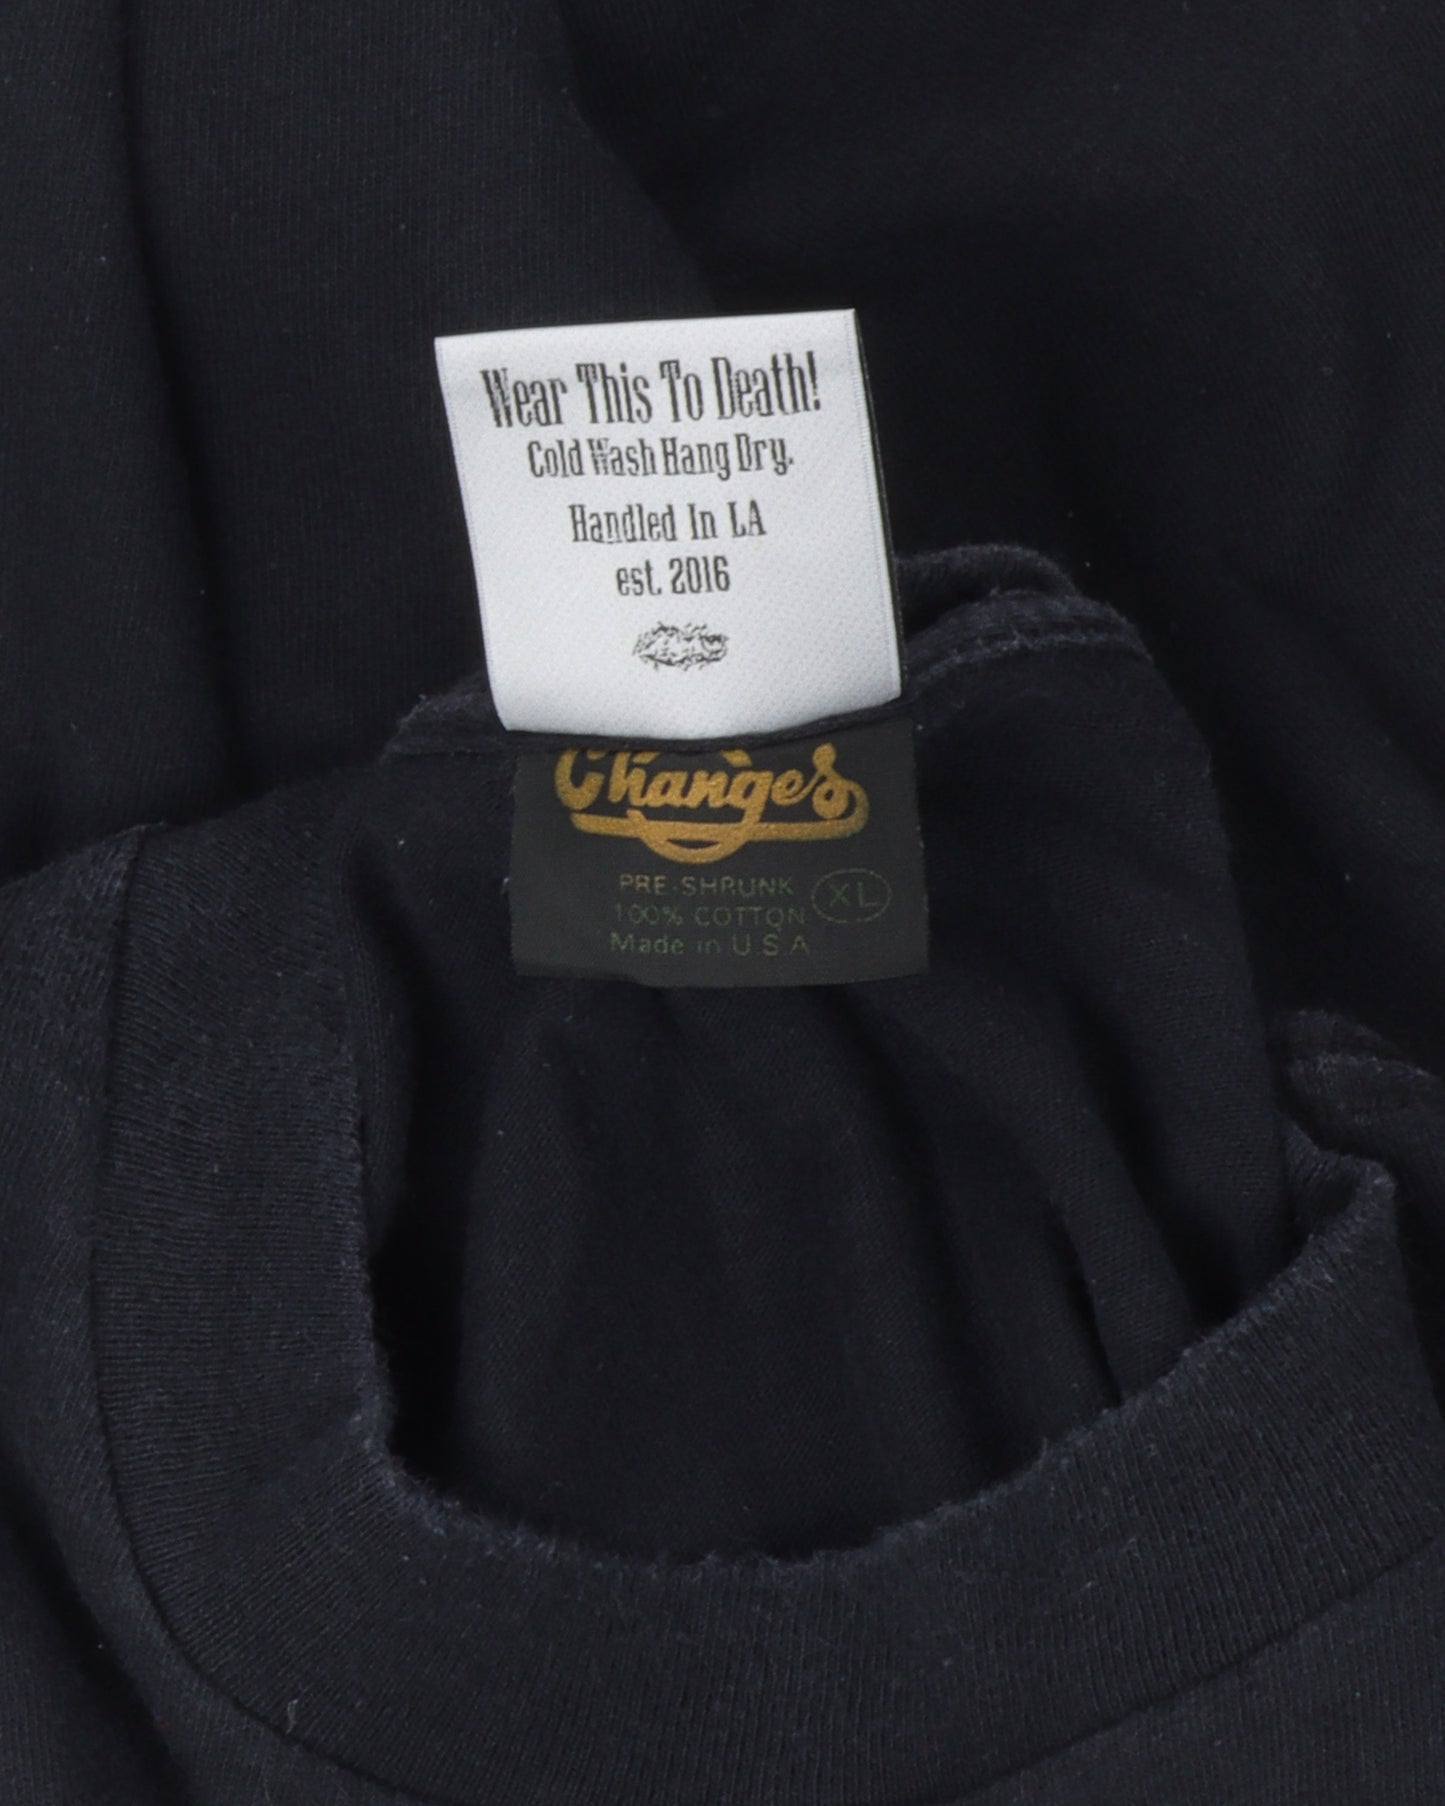 Wear This To Death!
Cold Wash Hang Dry.
Handled In LA
est. 2016
Changes
PRE-SHRUNK
100% COTTON XL
Made in U.S.A